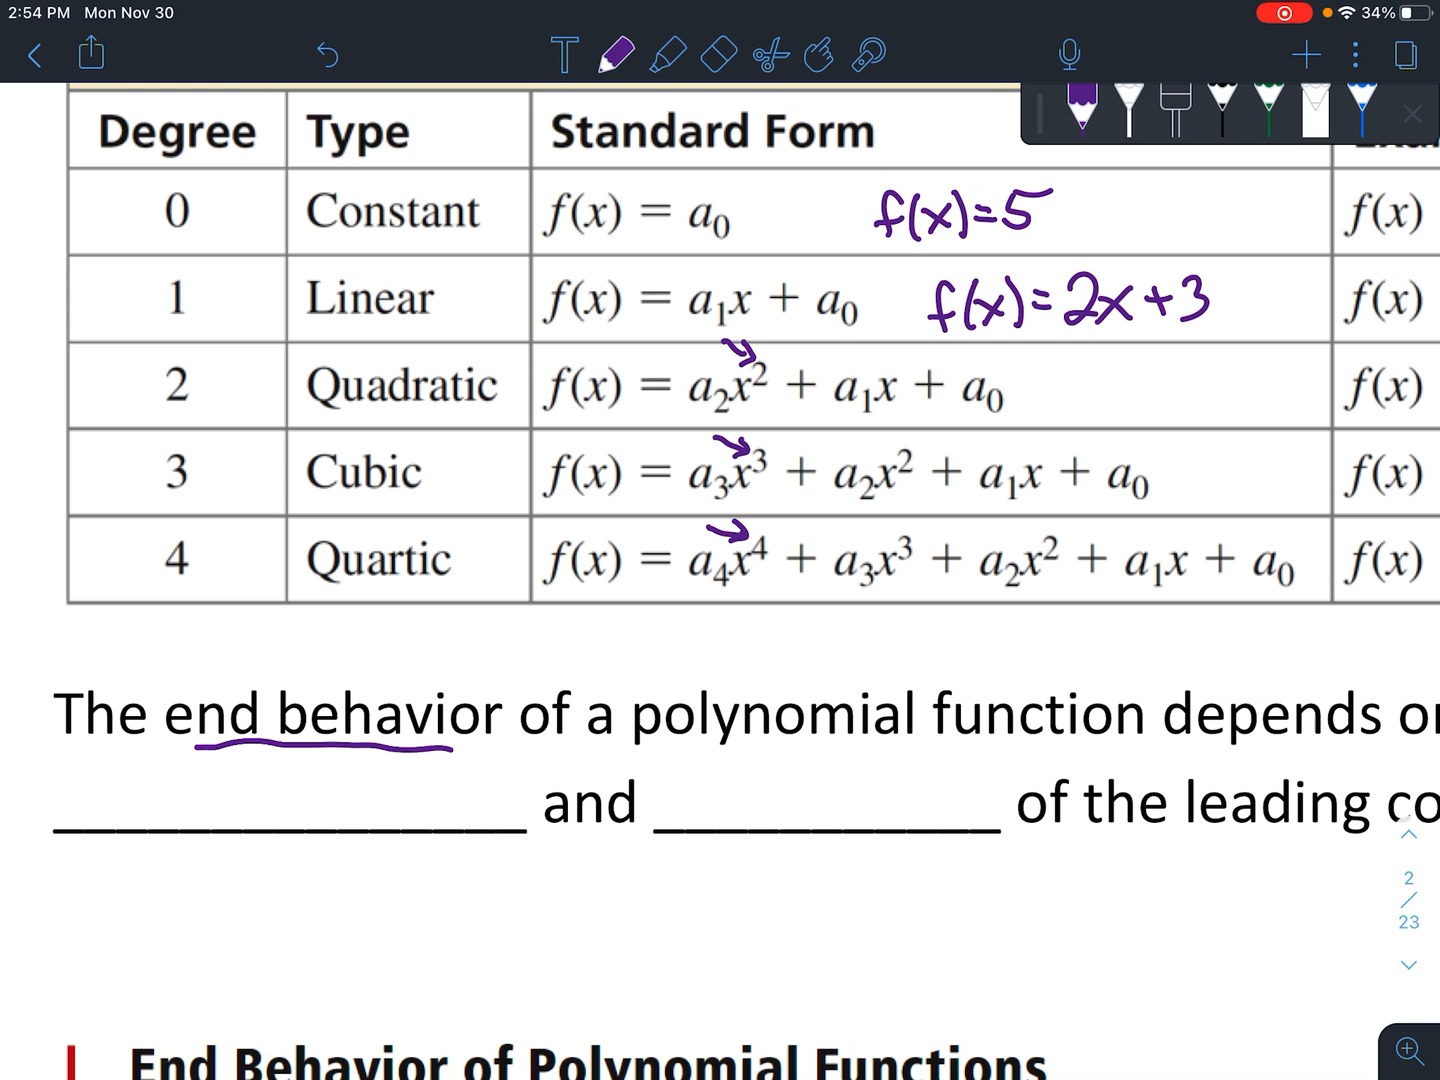 2:54 PM Mon Nov 30 34%
Degree Type Standard Form
0 Constant f(x) = a₀ f(x)=5 f(x)
1 Linear f(x) = a₁x + a₀ f(x)=2x+3 f(x)
2 Quadratic f(x) = a₂x² + a₁x + a₀ f(x)
3 Cubic f(x) = a₃x³ + a₂x² + a₁x + a₀ f(x)
4 Quartic f(x) = a₄x⁴ + a₃x³ + a₂x² + a₁x + a₀ f(x)
The end behavior of a polynomial function depends
_______________ and ___________ of the leading co
2
/
23
End Behavior of Polynomial Functions